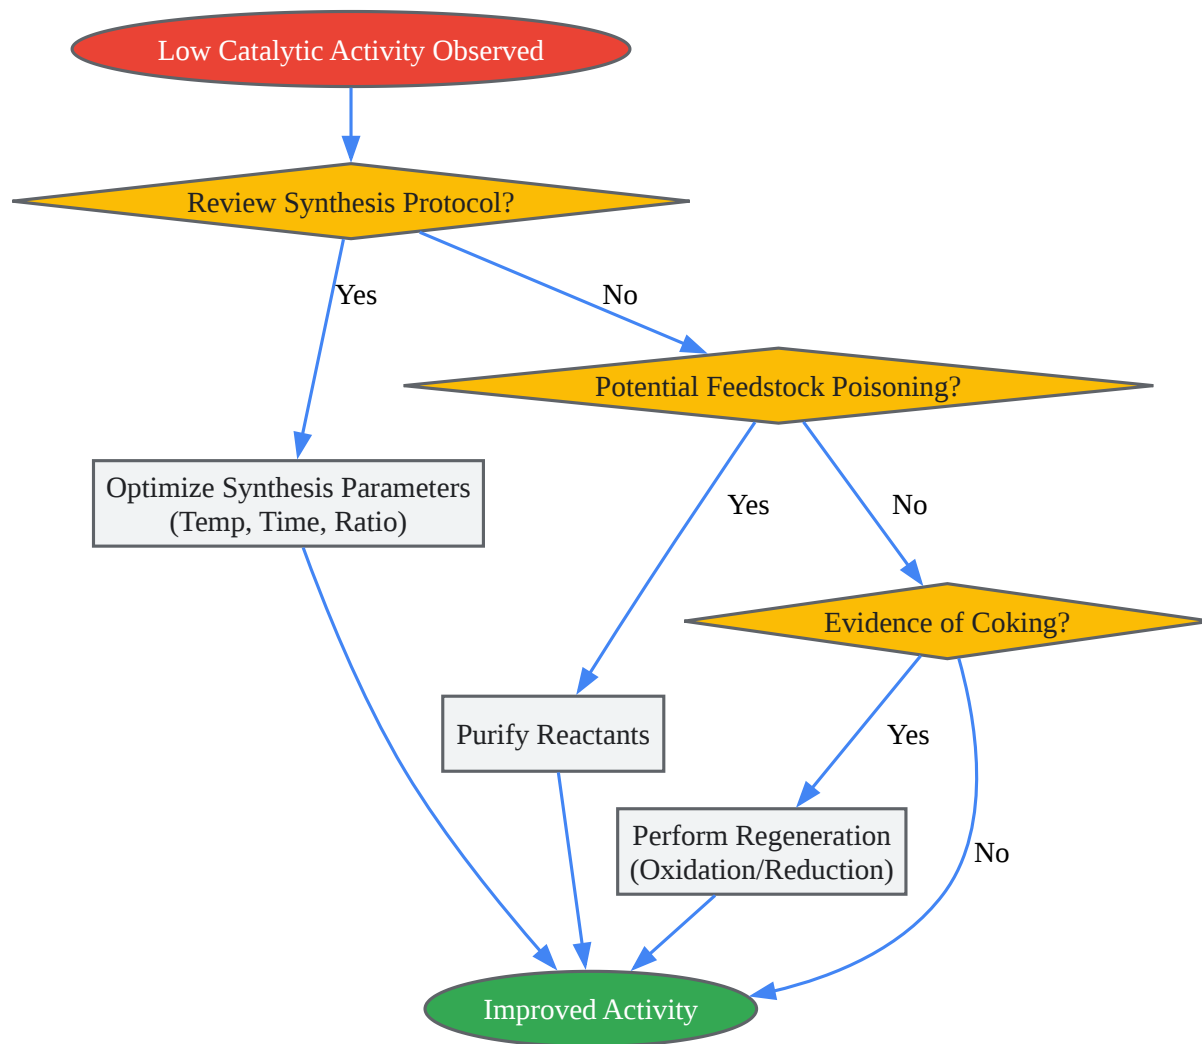 Low Catalytic Activity Observed
Review Synthesis Protocol?
Yes
No
Potential Feedstock Poisoning?
Optimize Synthesis Parameters
(Temp, Time, Ratio)
Yes
No
Evidence of Coking?
Purify Reactants
Yes
Perform Regeneration
(Oxidation/Reduction)
No
Improved Activity